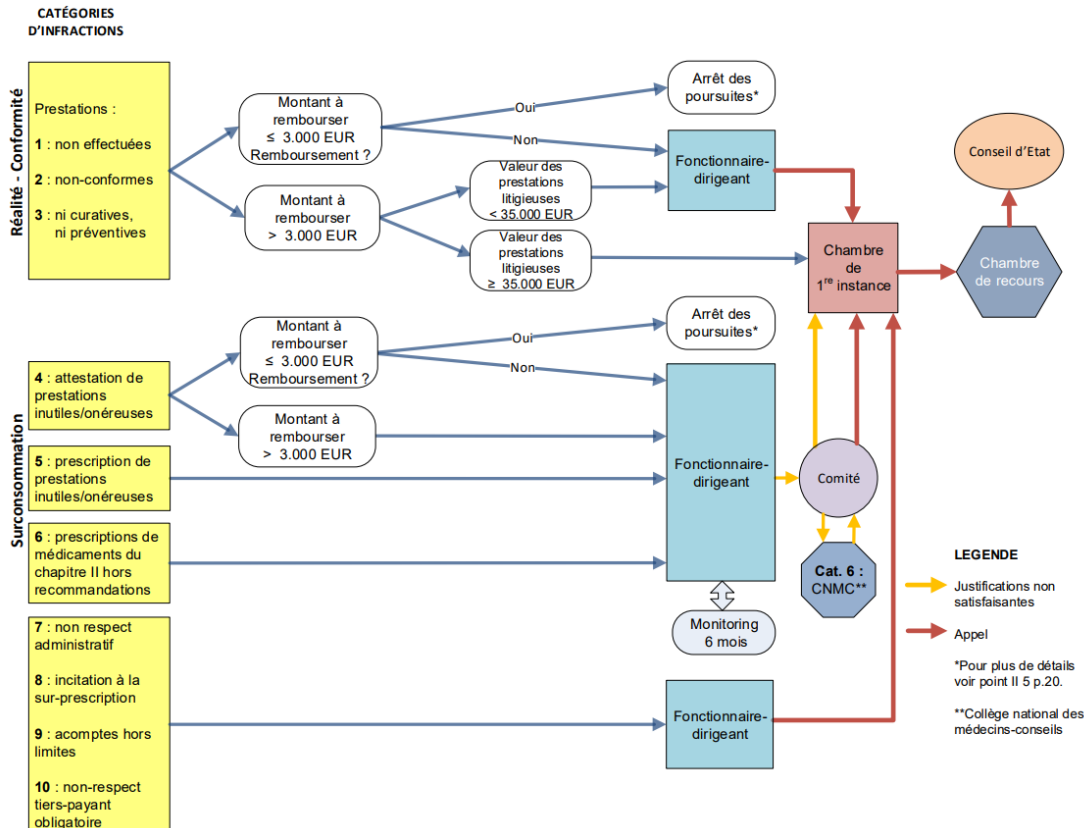 CATÉGORIES
D'INFRACTIONS
Réalité - Conformité
Prestations :
1 : non effectuées
2 : non-conformes
3 : ni curatives,
ni préventives
Montant à
rembourser
≤ 3.000 EUR
Remboursement ?
Oui
Non
Arrêt des
poursuites*
Montant à
rembourser
> 3.000 EUR
Valeur des
prestations
litigieuses
< 35.000 EUR
Valeur des
prestations
litigieuses
≥ 35.000 EUR
Fonctionnaire-
dirigeant
Chambre
de
1re instance
Conseil d'Etat
Chambre
de recours
Surconsommation
4 : attestation de
prestations
inutiles/onéreuses
5 : prescription de
prestations
inutiles/onéreuses
6 : prescriptions de
médicaments du
chapitre II hors
recommandations
Montant à
rembourser
≤ 3.000 EUR
Remboursement ?
Oui
Non
Arrêt des
poursuites*
Montant à
rembourser
> 3.000 EUR
Fonctionnaire-
dirigeant
Comité
Cat. 6 :
CNMC**
Monitoring
6 mois
7 : non respect
administratif
8 : incitation à la
sur-prescription
9 : acomptes hors
limites
10 : non-respect
tiers-payant
obligatoire
Fonctionnaire-
dirigeant
LEGENDE
Justifications non
satisfaisantes
Appel
*Pour plus de détails
voir point II 5 p.20.
**Collège national des
médecins-conseils